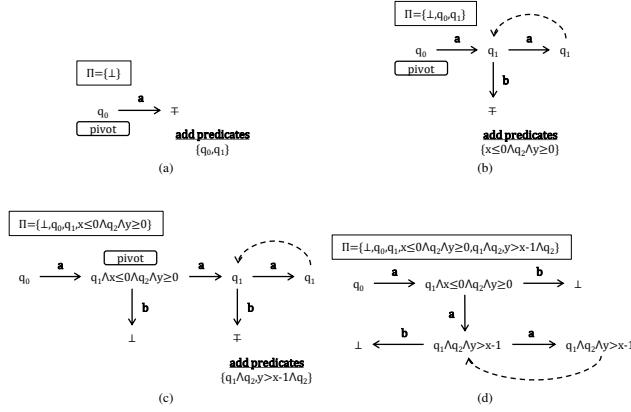 Π={⊥}
q₀ a ∓
pivot
add predicates
{q₀,q₁}
(a)
Π={⊥,q₀,q₁}
q₀ a q₁ a q₁
pivot
b
∓
add predicates
{x≤0∧q₂∧y≥0}
(b)
Π={⊥,q₀,q₁,x≤0∧q₂∧y≥0}
pivot
q₀ a q₁∧x≤0∧q₂∧y≥0 a q₁ a q₁
b b
⊥ ∓
add predicates
{q₁∧q₂,y>x-1∧q₂}
(c)
Π={⊥,q₀,q₁,x≤0∧q₂∧y≥0,q₁∧q₂,y>x-1∧q₂}
q₀ a q₁∧x≤0∧q₂∧y≥0 b ⊥
a
⊥ b q₁∧q₂∧y>x-1 a q₁∧q₂∧y>x-1
(d)